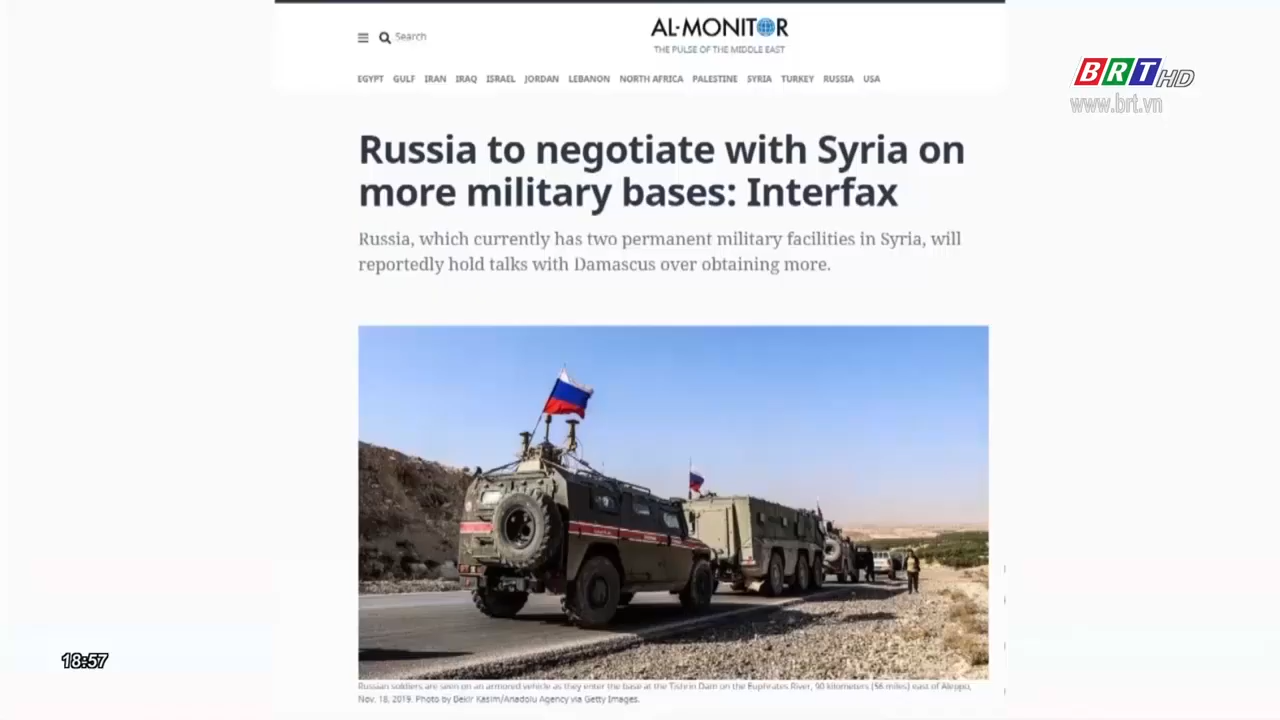 AL-MONITOR
Search
THE PULSE OF THE MIDDLE EAST
BRT HD
www.brt.vn
EGYPT GULF IRAN IRAQ ISRAEL JORDAN LEBANON NORTH AFRICA PALESTINE SYRIA TURKEY RUSSIA USA
Russia to negotiate with Syria on
more military bases: Interfax
Russia, which currently has two permanent military facilities in Syria, will
reportedly hold talks with Damascus over obtaining more.
18:57
Russian soldiers are seen on an armored vehicle as they enter the base at the Tishrin Dam on the Euphrates River, 90 kilometers (56 miles) east of Aleppo,
Nov. 18, 2019. Photo by Bekir Kasim/Anadolu Agency via Getty Images.